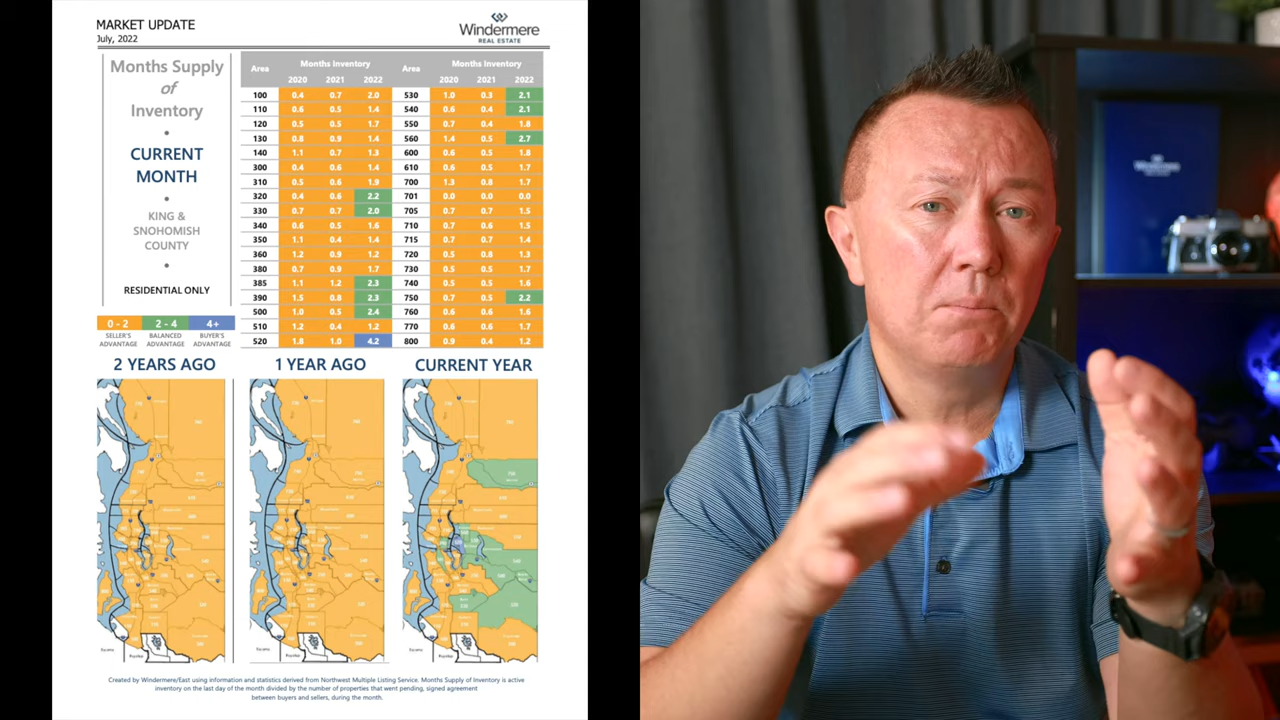 MARKET UPDATE
July, 2022
Windermere
REAL ESTATE
Months Supply
of
Inventory
•
CURRENT
MONTH
•
KING &
SNOHOMISH
COUNTY
•
RESIDENTIAL ONLY
0 - 2 2 - 4 4+
SELLER'S BALANCED BUYER'S
ADVANTAGE ADVANTAGE ADVANTAGE
Area Months Inventory Area Months Inventory
2020 2021 2022 2020 2021 2022
100 0.4 0.7 2.0 530 1.0 0.3 2.1
110 0.6 0.5 1.4 540 0.6 0.4 2.1
120 0.5 0.5 1.7 550 0.7 0.4 1.8
130 0.8 0.9 1.4 560 1.4 0.5 2.7
140 1.1 0.7 1.3 600 0.6 0.5 1.8
300 0.4 0.6 1.4 610 0.6 0.5 1.7
310 0.5 0.6 1.9 700 1.3 0.8 1.7
320 0.4 0.6 2.2 701 0.0 0.0 0.0
330 0.7 0.7 2.0 705 0.7 0.7 1.5
340 0.6 0.5 1.6 710 0.7 0.6 1.5
350 1.1 0.4 1.4 715 0.7 0.7 1.4
360 1.2 0.9 1.2 720 0.5 0.8 1.3
380 0.7 0.9 1.7 730 0.5 0.5 1.7
385 1.1 1.2 2.3 740 0.5 0.5 1.6
390 1.5 0.8 2.3 750 0.7 0.5 2.2
500 1.0 0.5 2.4 760 0.6 0.6 1.6
510 1.2 0.4 1.2 770 0.6 0.6 1.7
520 1.8 1.0 4.2 800 0.9 0.4 1.2
2 YEARS AGO 1 YEAR AGO CURRENT YEAR
Created by Windermere/East using information and statistics derived from Northwest Multiple Listing Service. Months Supply of Inventory is active
inventory on the last day of the month divided by the number of properties that went pending, signed agreement
between buyers and sellers, during the month.
Windermere